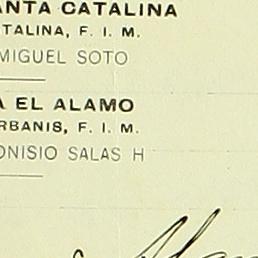 ANTA CATALINA
TALINA, F. I. M.
MIGUEL SOTO
A EL ALAMO
RBANIS, F. I. M.
ONISIO SALAS H